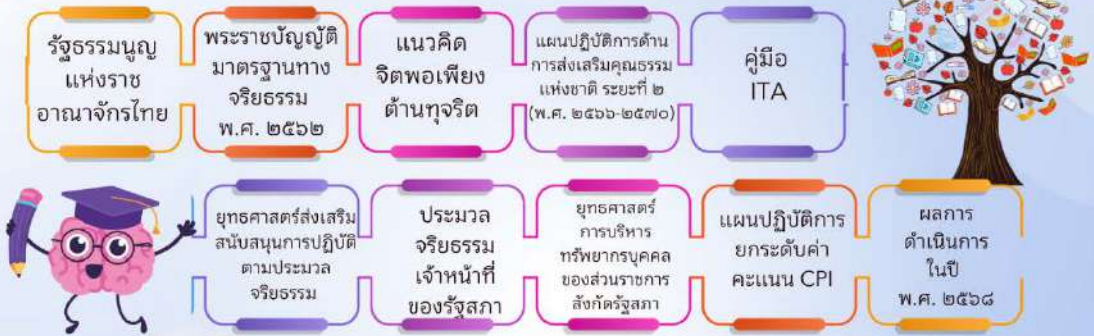 รัฐธรรมนูญ
แห่งราช
อาณาจักรไทย
พระราชบัญญัติ
มาตรฐานทาง
จริยธรรม
พ.ศ. ๒๕๖๒
แนวคิด
จิตพอเพียง
ต้านทุจริต
แผนปฏิบัติการด้าน
การส่งเสริมคุณธรรม
แห่งชาติ ระยะที่ ๒
(พ.ศ. ๒๕๖๖-๒๕๗๐)
คู่มือ
ITA
ยุทธศาสตร์ส่งเสริม
สนับสนุนการปฏิบัติ
ตามประมวล
จริยธรรม
ประมวล
จริยธรรม
เจ้าหน้าที่
ของรัฐสภา
ยุทธศาสตร์
การบริหาร
ทรัพยากรบุคคล
ของส่วนราชการ
สังกัดรัฐสภา
แผนปฏิบัติการ
ยกระดับค่า
คะแนน CPI
ผลการ
ดำเนินการ
ในปี
พ.ศ. ๒๕๖๘